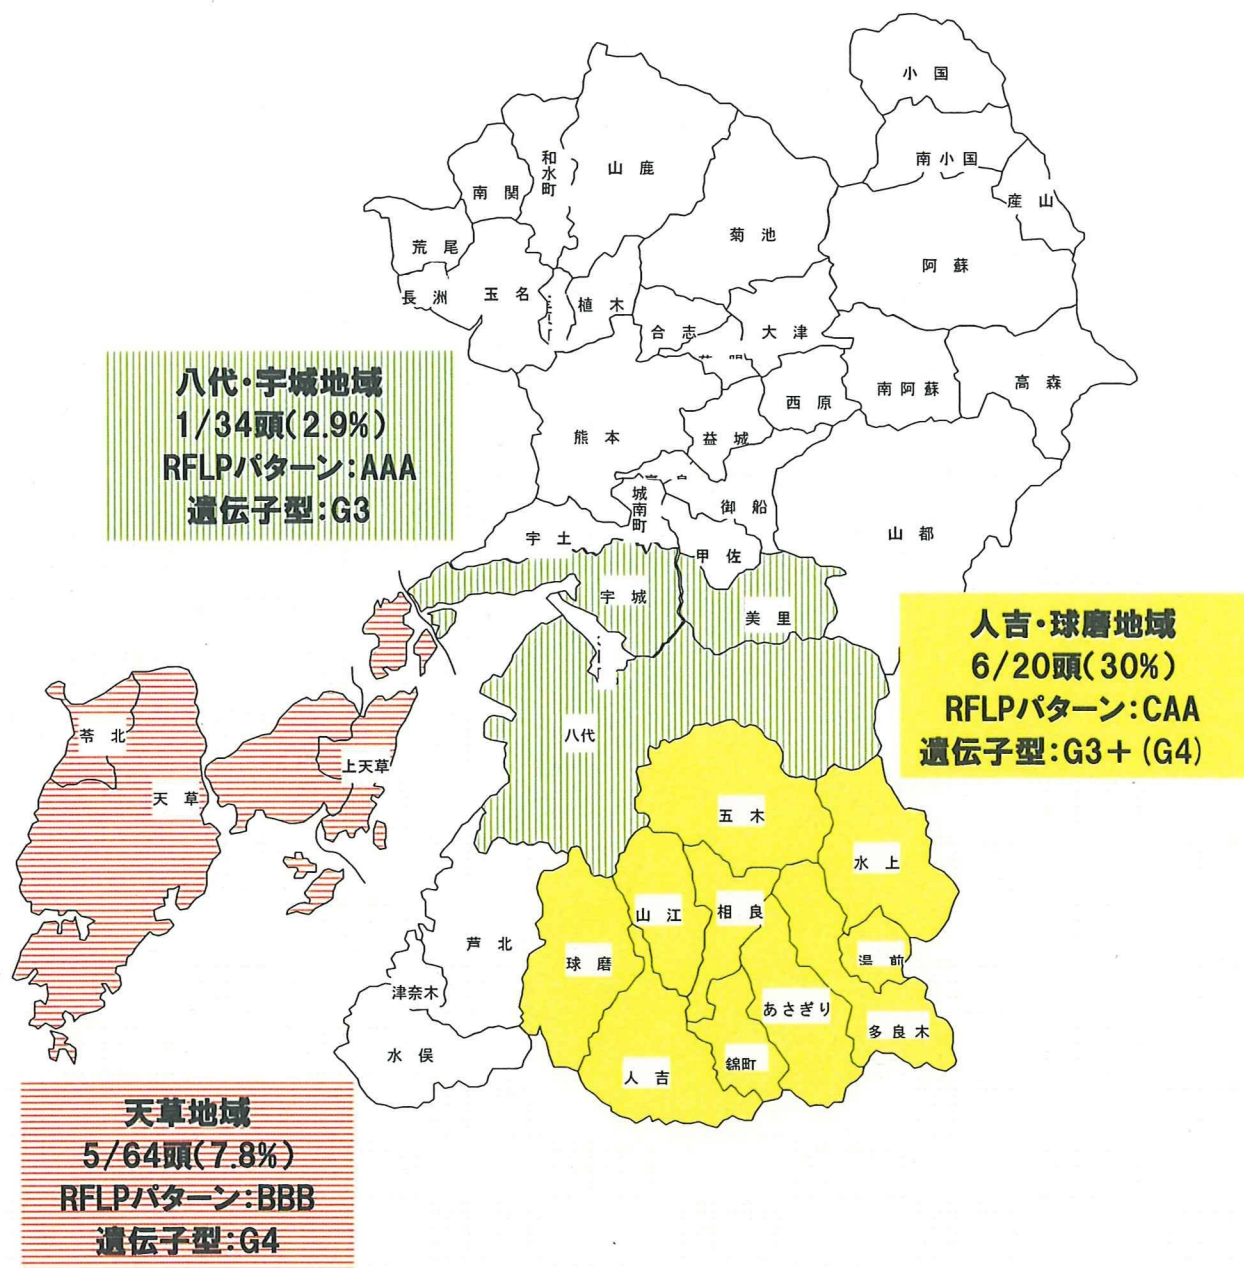 小国
南小国
産山
和水町
山鹿
南関
菊池
荒尾
阿蘇
長洲
玉名
植木
合志
大津
南阿蘇
高森
西原
益城
熊本
城南町
御船
山都
宇土
甲佐
宇城
美里
八代・宇城地域
1/34頭(2.9%)
RFLPパターン:AAA
遺伝子型:G3
人吉・球磨地域
6/20頭(30%)
RFLPパターン:CAA
遺伝子型:G3+(G4)
苓北
天草
上天草
八代
五木
水上
山江
相良
芦北
球磨
湯前
津奈木
あさぎり
多良木
水俣
人吉
錦町
天草地域
5/64頭(7.8%)
RFLPパターン:BBB
遺伝子型:G4